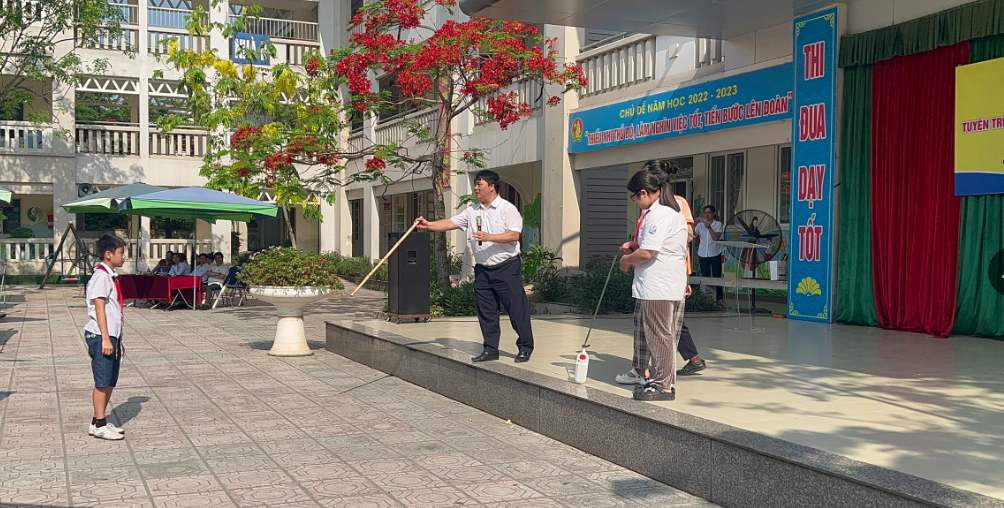 CHỦ ĐỀ NĂM HỌC 2022 - 2023
"THIẾU NHI THỦ ĐÔ, LÀM NGHÌN VIỆC TỐT, TIẾN BƯỚC LÊN ĐOÀN"
THI
ĐUA
DẠY
TỐT
TUYÊN TR